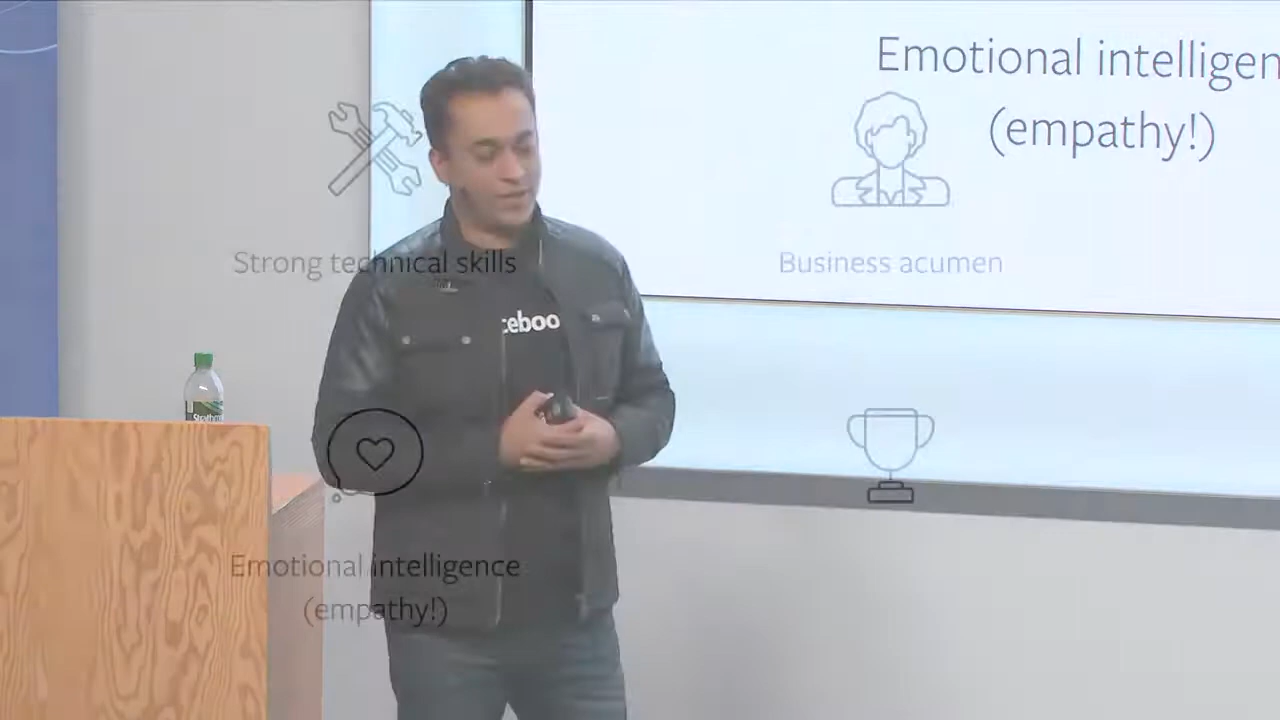 Emotional intelligen
(empathy!)
Strong technical skills
Business acumen
ceboo
Emotional intelligence
(empathy!)